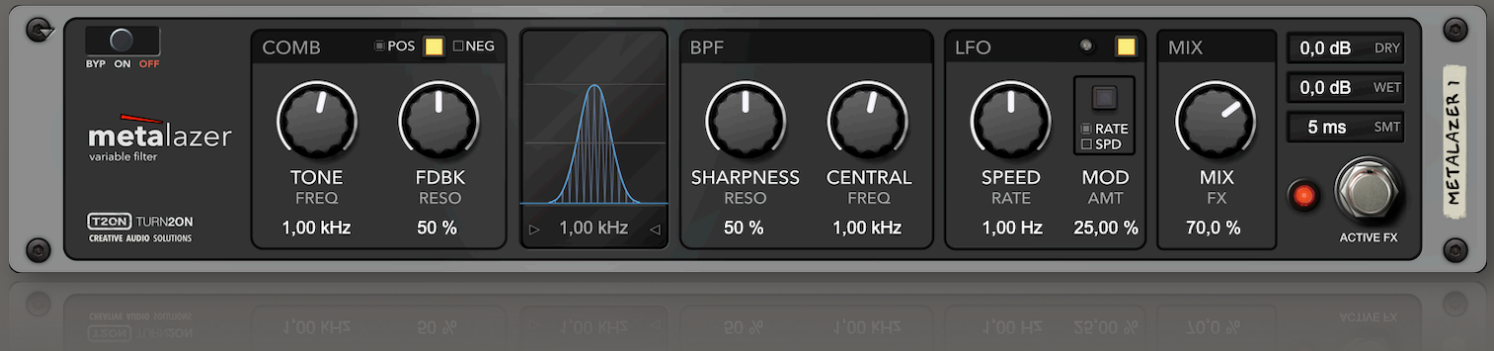 BYP ON OFF
metalazer
variable filter
T2ON TURN2ON
CREATIVE AUDIO SOLUTIONS
COMB
POS
NEG
TONE
FREQ
1,00 kHz
FDBK
RESO
50 %
1,00 kHz
BPF
SHARPNESS
RESO
50 %
CENTRAL
FREQ
1,00 kHz
LFO
SPEED
RATE
1,00 Hz
RATE
SPD
MOD
AMT
25,00 %
MIX
MIX
FX
70,0 %
0,0 dB DRY
0,0 dB WET
5 ms SMT
ACTIVE FX
METALAZER 1